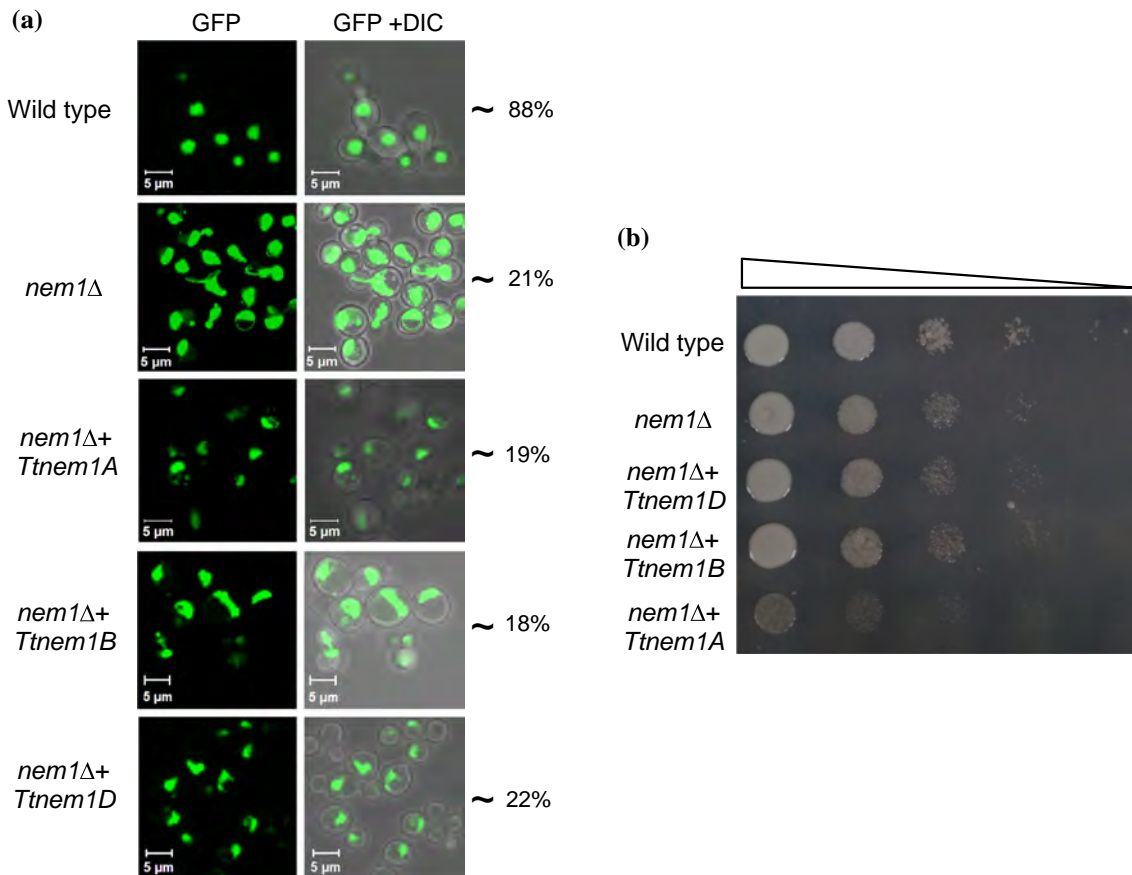 (a)
GFP
GFP +DIC
Wild type
5 µm
5 µm
~ 88%
nem1Δ
5 µm
5 µm
~ 21%
nem1Δ+
Ttnem1A
5 µm
5 µm
~ 19%
nem1Δ+
Ttnem1B
5 µm
5 µm
~ 18%
nem1Δ+
Ttnem1D
5 µm
5 µm
~ 22%
(b)
Wild type
nem1Δ
nem1Δ+
Ttnem1D
nem1Δ+
Ttnem1B
nem1Δ+
Ttnem1A